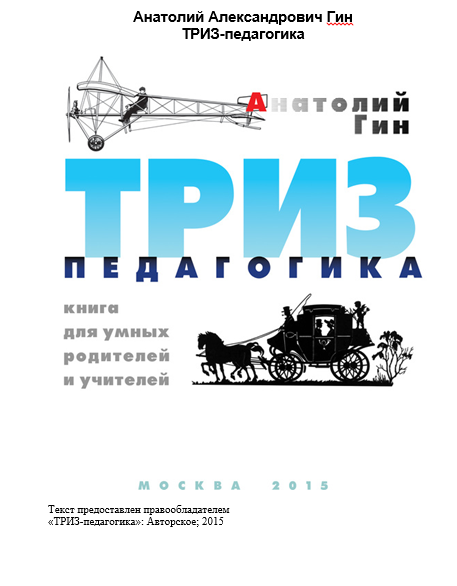 Анатолий Александрович Гин
ТРИЗ-педагогика
Анатолий
Гин
ТРИЗ
ПЕДАГОГИКА
книга
для умных
родителей
и учителей
МОСКВА 2015
Текст предоставлен правообладателем
«ТРИЗ-педагогика»: Авторское; 2015